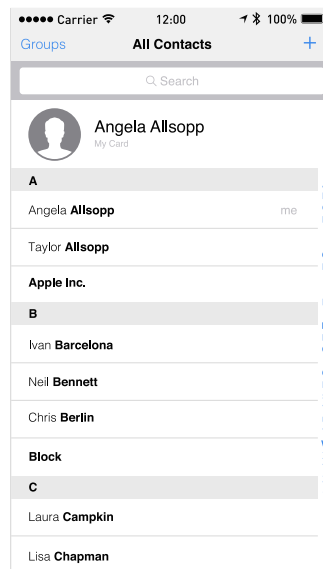 Carrier 12:00 100%
Groups All Contacts +
Search
Angela Allsopp
My Card
A
Angela Allsopp me
Taylor Allsopp
Apple Inc.
B
Ivan Barcelona
Neil Bennett
Chris Berlin
Block
C
Laura Campkin
Lisa Chapman